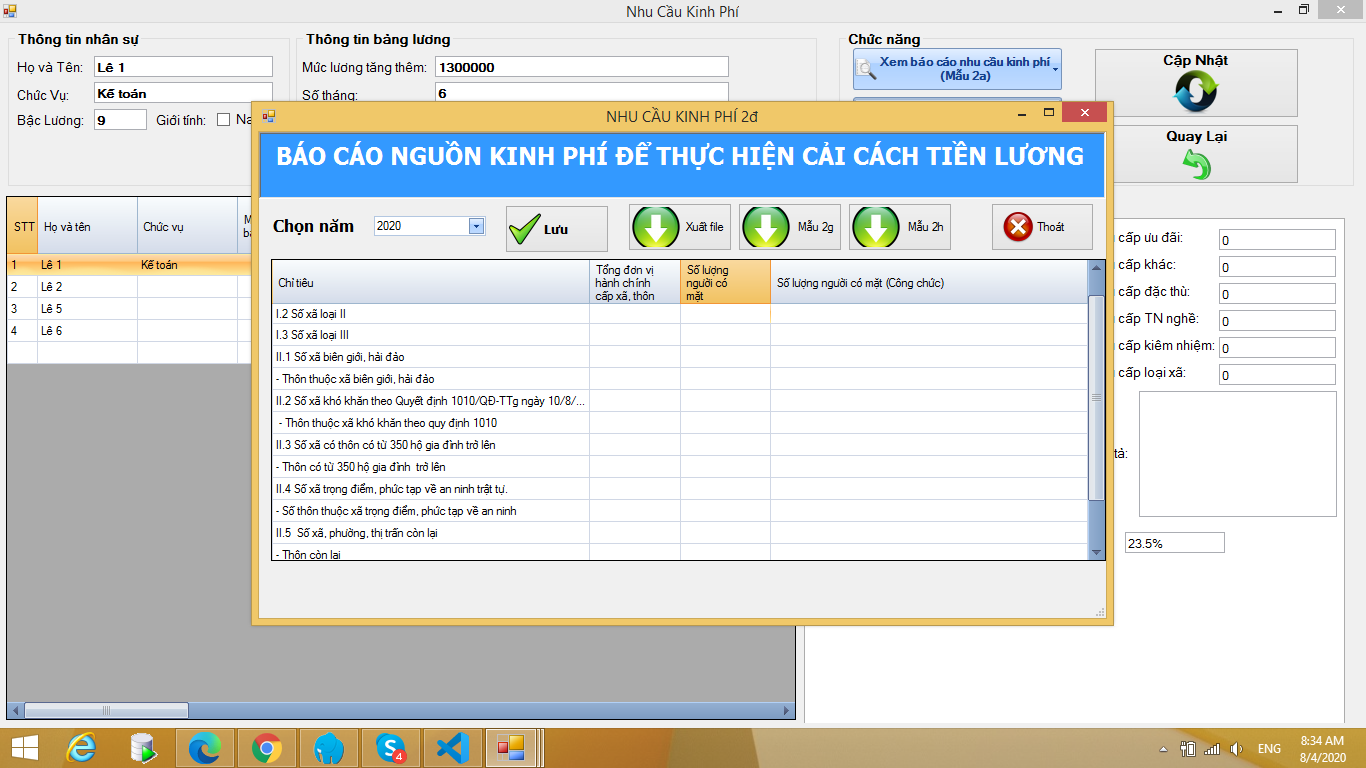 Nhu Cầu Kinh Phí
Thông tin nhân sự
Họ và Tên: Lê 1
Chức Vụ: Kế toán
Bậc Lương: 9 Giới tính:
Thông tin bảng lương
Mức lương tăng thêm: 1300000
Số tháng: 6
Chức năng
Xem báo cáo nhu cầu kinh phí
(Mẫu 2a)
Cập Nhật
Quay Lại
NHU CẦU KINH PHÍ 2đ
BÁO CÁO NGUỒN KINH PHÍ ĐỂ THỰC HIỆN CẢI CÁCH TIỀN LƯƠNG
Chọn năm 2020 Lưu Xuất file Mẫu 2g Mẫu 2h Thoát
Chỉ tiêu
Tổng đơn vị
hành chính
cấp xã, thôn
Số lượng
người có
mặt
Số lượng người có mặt (Công chức)
I.2 Số xã loại II
I.3 Số xã loại III
II.1 Số xã biên giới, hải đảo
- Thôn thuộc xã biên giới, hải đảo
II.2 Số xã khó khăn theo Quyết định 1010/QĐ-TTg ngày 10/8/...
- Thôn thuộc xã khó khăn theo quy định 1010
II.3 Số xã có thôn có từ 350 hộ gia đình trở lên
- Thôn có từ 350 hộ gia đình trở lên
II.4 Số xã trọng điểm, phức tạp về an ninh trật tự.
- Số thôn thuộc xã trọng điểm, phức tạp về an ninh
II.5 Số xã, phường, thị trấn còn lại
- Thôn còn lại
STT Họ và tên Chức vụ
1 Lê 1 Kế toán
2 Lê 2
3 Lê 5
4 Lê 6
cấp ưu đãi: 0
cấp khác: 0
cấp đặc thù: 0
cấp TN nghề: 0
cấp kiêm nhiệm: 0
cấp loại xã: 0
tả:
23.5%
4
ENG
8:34 AM
8/4/2020